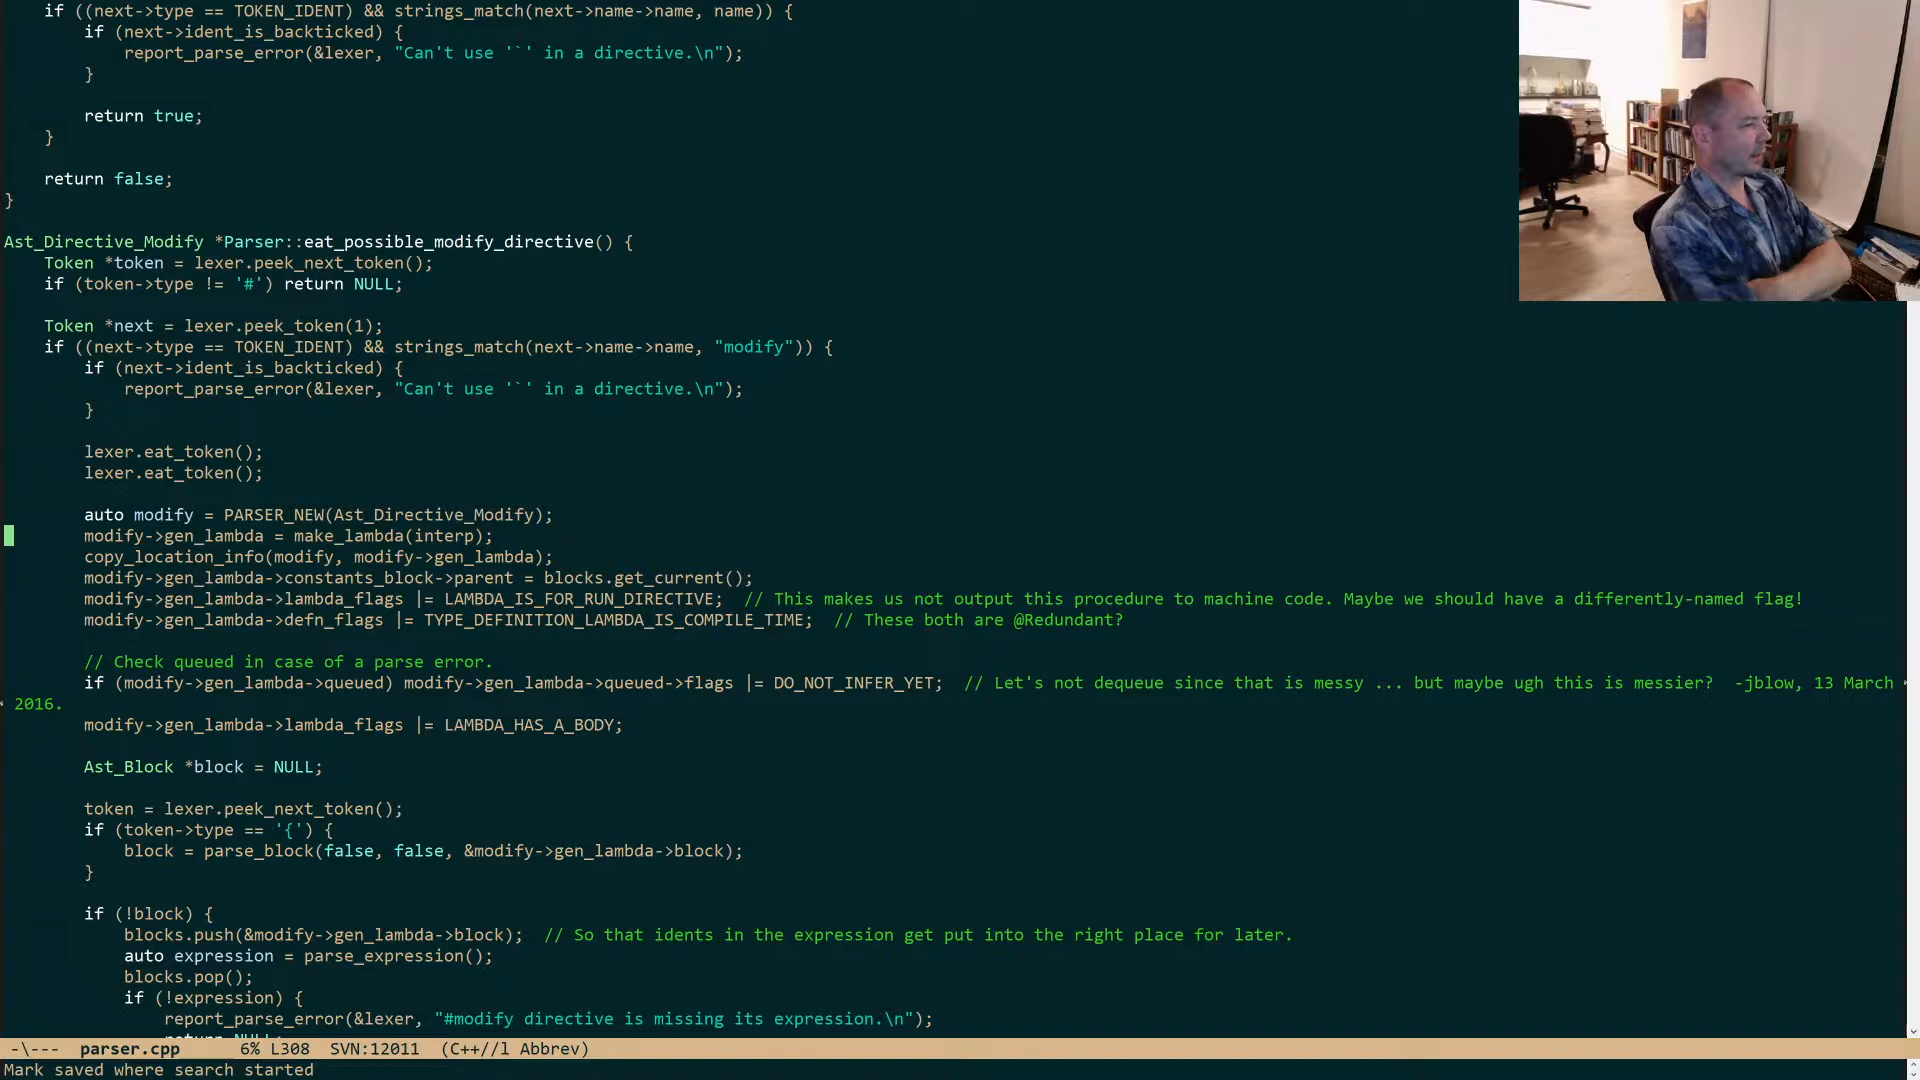 if ((next->type == TOKEN_IDENT) && strings_match(next->name->name, name)) {
if (next->ident_is_backticked) {
report_parse_error(&lexer, "Can't use '`' in a directive.\n");
}
return true;
}
return false;
}
Ast_Directive_Modify *Parser::eat_possible_modify_directive() {
Token *token = lexer.peek_next_token();
if (token->type != '#') return NULL;
Token *next = lexer.peek_token(1);
if ((next->type == TOKEN_IDENT) && strings_match(next->name->name, "modify")) {
if (next->ident_is_backticked) {
report_parse_error(&lexer, "Can't use '`' in a directive.\n");
}
lexer.eat_token();
lexer.eat_token();
auto modify = PARSER_NEW(Ast_Directive_Modify);
modify->gen_lambda = make_lambda(interp);
copy_location_info(modify, modify->gen_lambda);
modify->gen_lambda->constants_block->parent = blocks.get_current();
modify->gen_lambda->lambda_flags |= LAMBDA_IS_FOR_RUN_DIRECTIVE;  // This makes us not output this procedure to machine code. Maybe we should have a differently-named flag!
modify->gen_lambda->defn_flags |= TYPE_DEFINITION_LAMBDA_IS_COMPILE_TIME;  // These both are @Redundant?
// Check queued in case of a parse error.
if (modify->gen_lambda->queued) modify->gen_lambda->queued->flags |= DO_NOT_INFER_YET;  // Let's not dequeue since that is messy ... but maybe ugh this is messier?  -jblow, 13 March
2016.
modify->gen_lambda->lambda_flags |= LAMBDA_HAS_A_BODY;
Ast_Block *block = NULL;
token = lexer.peek_next_token();
if (token->type == '{') {
block = parse_block(false, false, &modify->gen_lambda->block);
}
if (!block) {
blocks.push(&modify->gen_lambda->block);  // So that idents in the expression get put into the right place for later.
auto expression = parse_expression();
blocks.pop();
if (!expression) {
report_parse_error(&lexer, "#modify directive is missing its expression.\n");
return NULL;
-\---  parser.cpp      6% L308  SVN:12011  (C++//l Abbrev)
Mark saved where search started